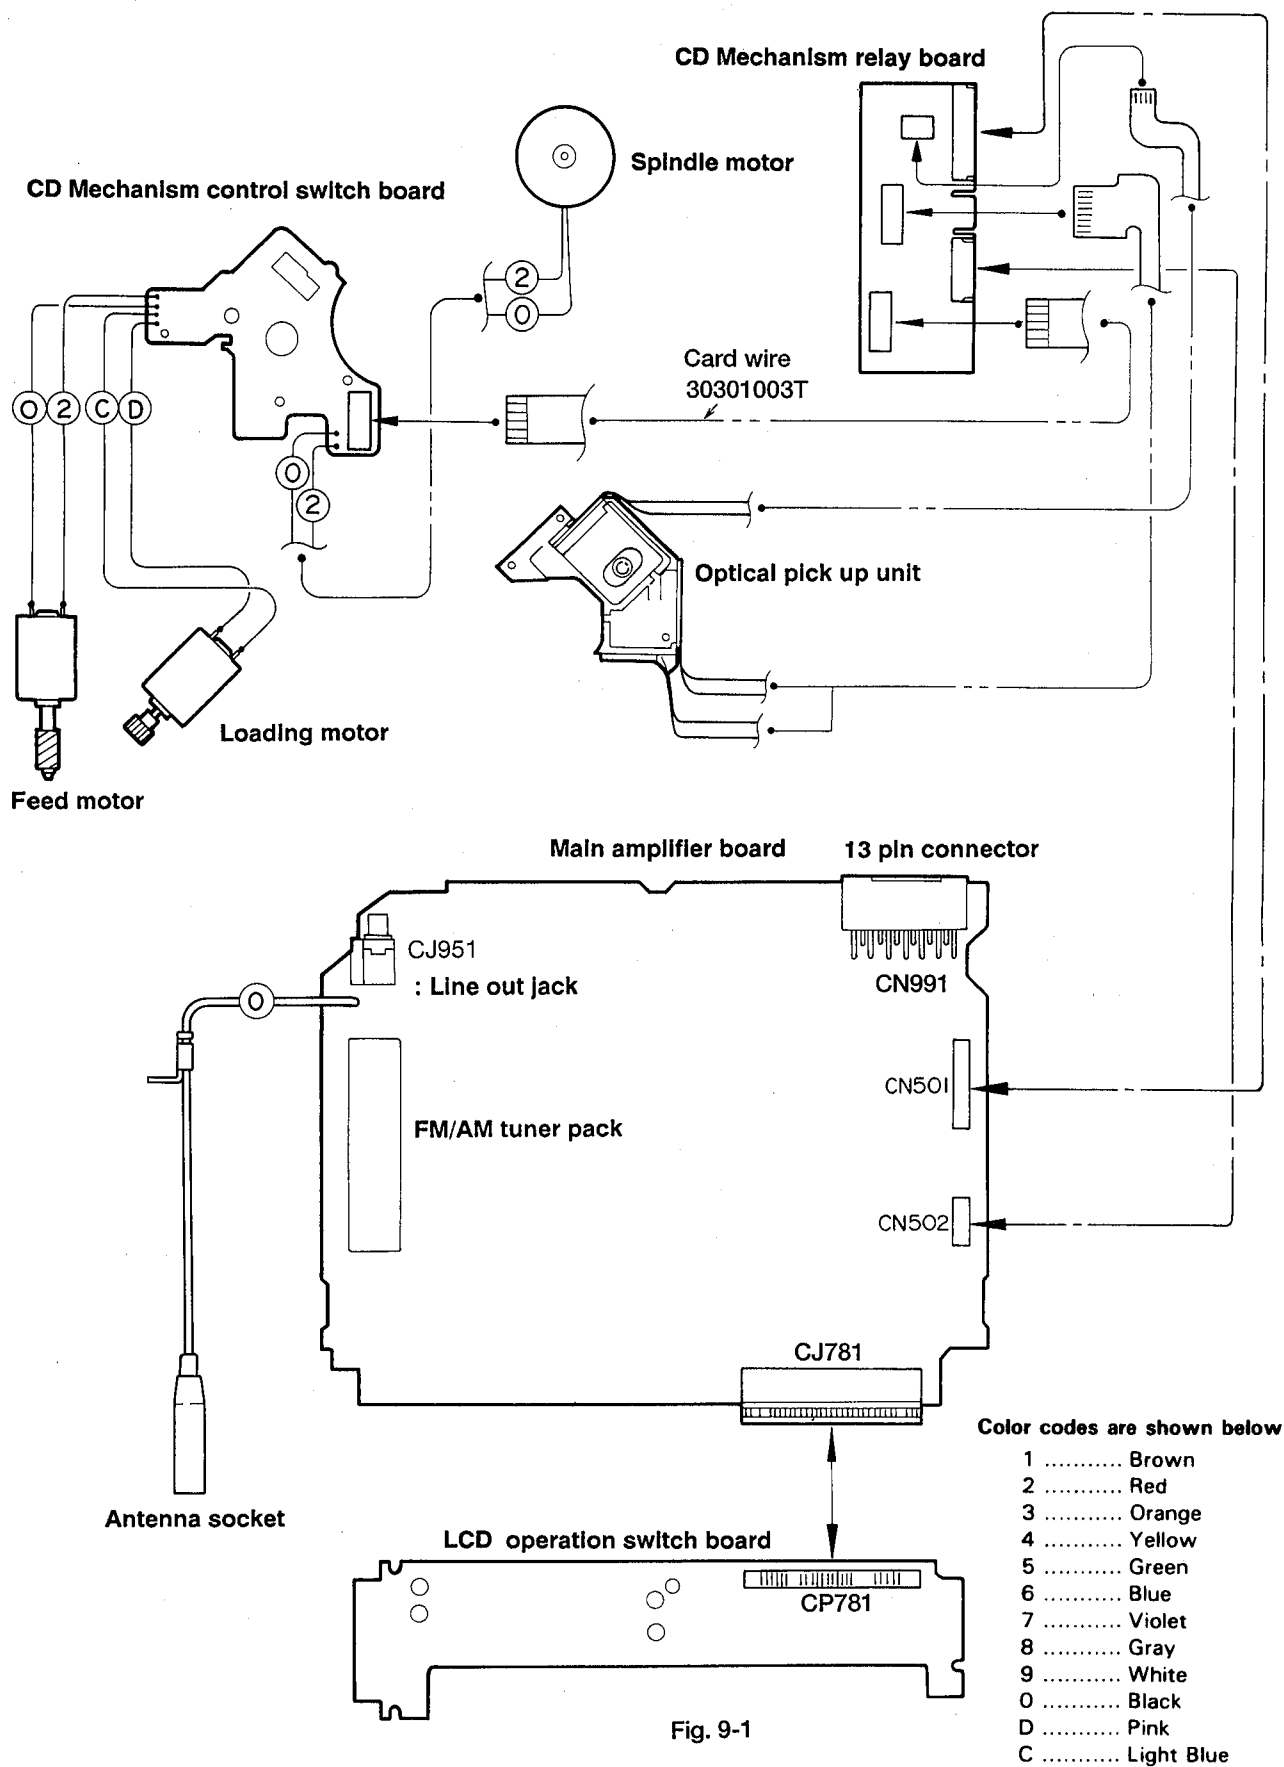 CD Mechanism relay board
Spindle motor
CD Mechanism control switch board
2
0
Card wire
30301003T
0
2
C
D
0
2
Optical pick up unit
Loading motor
Feed motor
Main amplifier board
13 pin connector
CJ951
: Line out jack
CN991
0
CN501
FM/AM tuner pack
CN502
CJ781
Antenna socket
LCD operation switch board
CP781
Color codes are shown below
1 ........... Brown
2 ........... Red
3 ........... Orange
4 ........... Yellow
5 ........... Green
6 ........... Blue
7 ........... Violet
8 ........... Gray
9 ........... White
0 ........... Black
D ........... Pink
C ........... Light Blue
Fig. 9-1